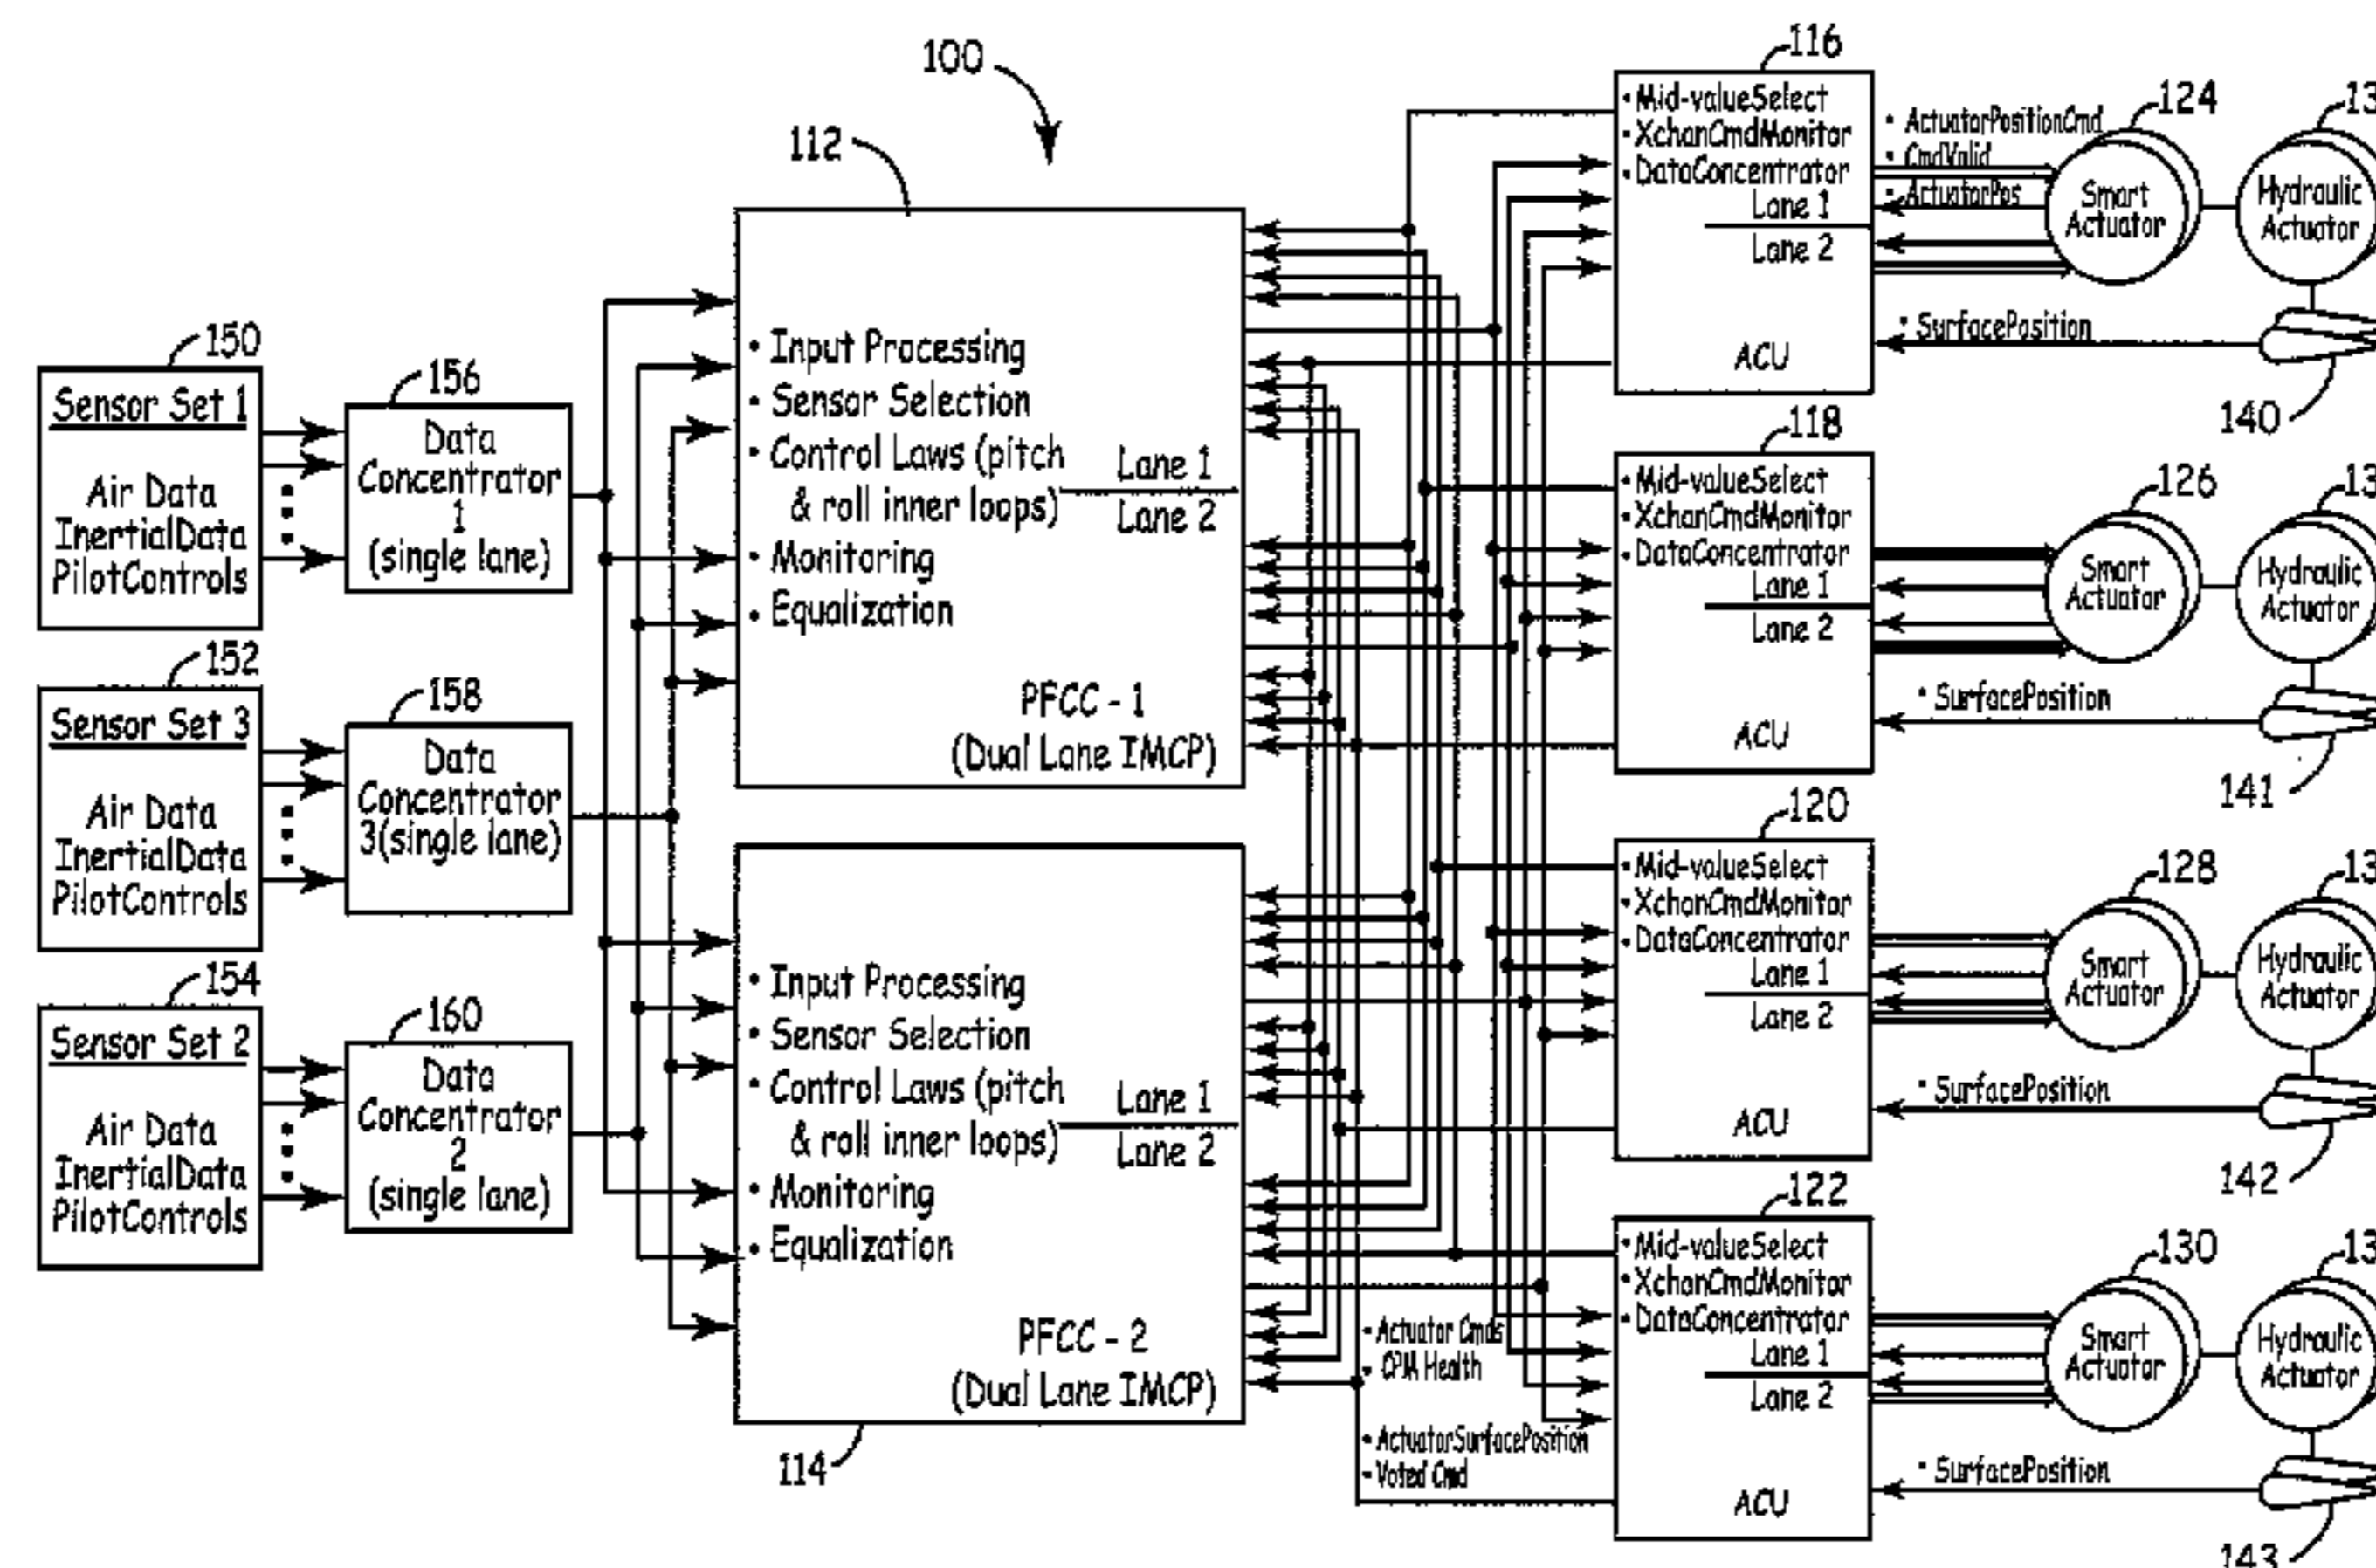 100
112
150
Sensor Set 1
Air Data
InertialData
PilotControls
156
Data
Concentrator
1
(single lane)
152
Sensor Set 3
Air Data
InertialData
PilotControls
158
Data
Concentrator
3(single lane)
154
Sensor Set 2
Air Data
InertialData
PilotControls
160
Data
Concentrator
2
(single lane)
• Input Processing
• Sensor Selection
• Control Laws (pitch
& roll inner loops)
Lane 1
Lane 2
• Monitoring
• Equalization
PFCC - 1
(Dual Lane IMCP)
• Input Processing
• Sensor Selection
• Control Laws (pitch
& roll inner loops)
Lane 1
Lane 2
• Monitoring
• Equalization
PFCC - 2
(Dual Lane IMCP)
114
• Actuator Cmds
• CPM Health
• ActuatorSurfacePosition
• Voted Cmd
116
• Mid-valueSelect
• XchanCmdMonitor
• DataConcentrator
Lane 1
Lane 2
ACU
• ActuatorPositionCmd
• CmdValid
• ActuatorPos
• SurfacePosition
124
Smart
Actuator
13
Hydraulic
Actuator
140
118
• Mid-valueSelect
• XchanCmdMonitor
• DataConcentrator
Lane 1
Lane 2
ACU
• SurfacePosition
126
Smart
Actuator
13
Hydraulic
Actuator
141
120
• Mid-valueSelect
• XchanCmdMonitor
• DataConcentrator
Lane 1
Lane 2
ACU
• SurfacePosition
128
Smart
Actuator
13
Hydraulic
Actuator
142
122
• Mid-valueSelect
• XchanCmdMonitor
• DataConcentrator
Lane 1
Lane 2
ACU
• SurfacePosition
130
Smart
Actuator
13
Hydraulic
Actuator
143